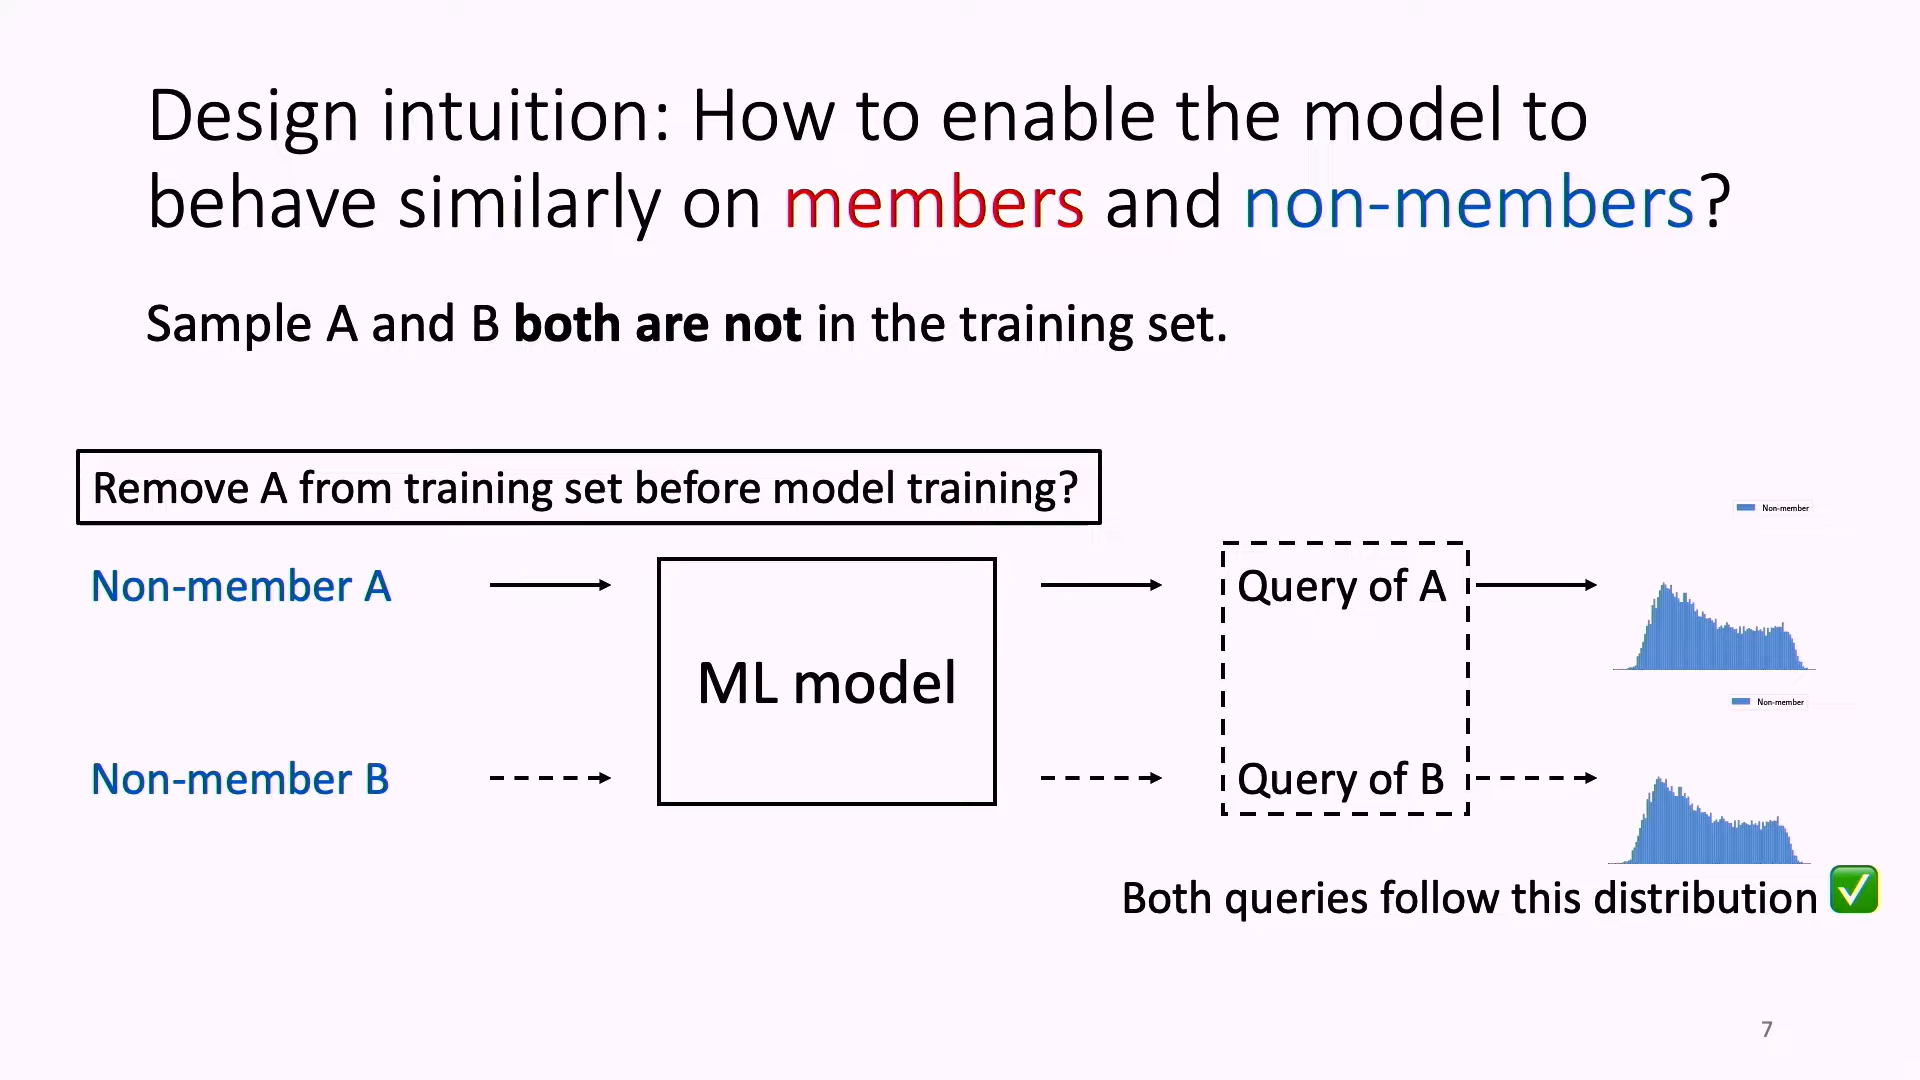 Design intuition: How to enable the model to
behave similarly on members and non-members?
Sample A and B both are not in the training set.
Remove A from training set before model training?
Non-member A
ML model
Query of A
Non-member
Non-member B
Query of B
Non-member
Both queries follow this distribution ✅
7